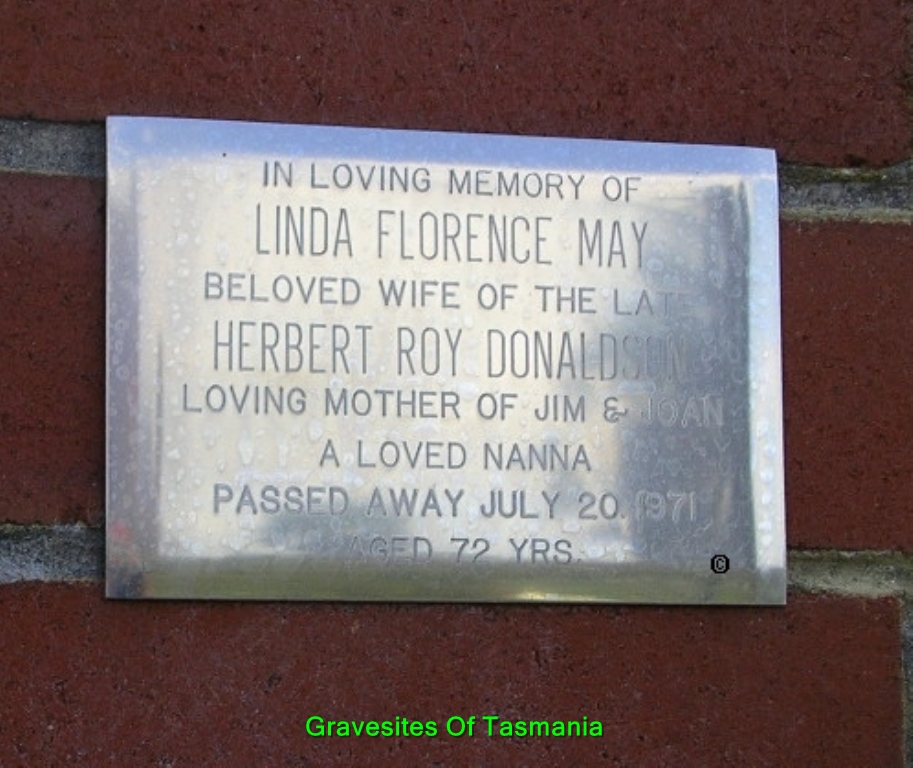 IN LOVING MEMORY OF
LINDA FLORENCE MAY
BELOVED WIFE OF THE LATE
HERBERT ROY DONALDSON
LOVING MOTHER OF JIM & JOAN
A LOVED NANNA
PASSED AWAY JULY 20. 1971
AGED 72 YRS.
©
Gravesites Of Tasmania